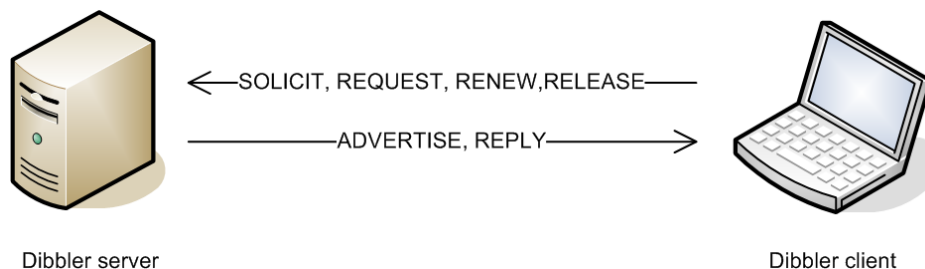 SOLICIT, REQUEST, RENEW,RELEASE
ADVERTISE, REPLY
Dibbler server
Dibbler client